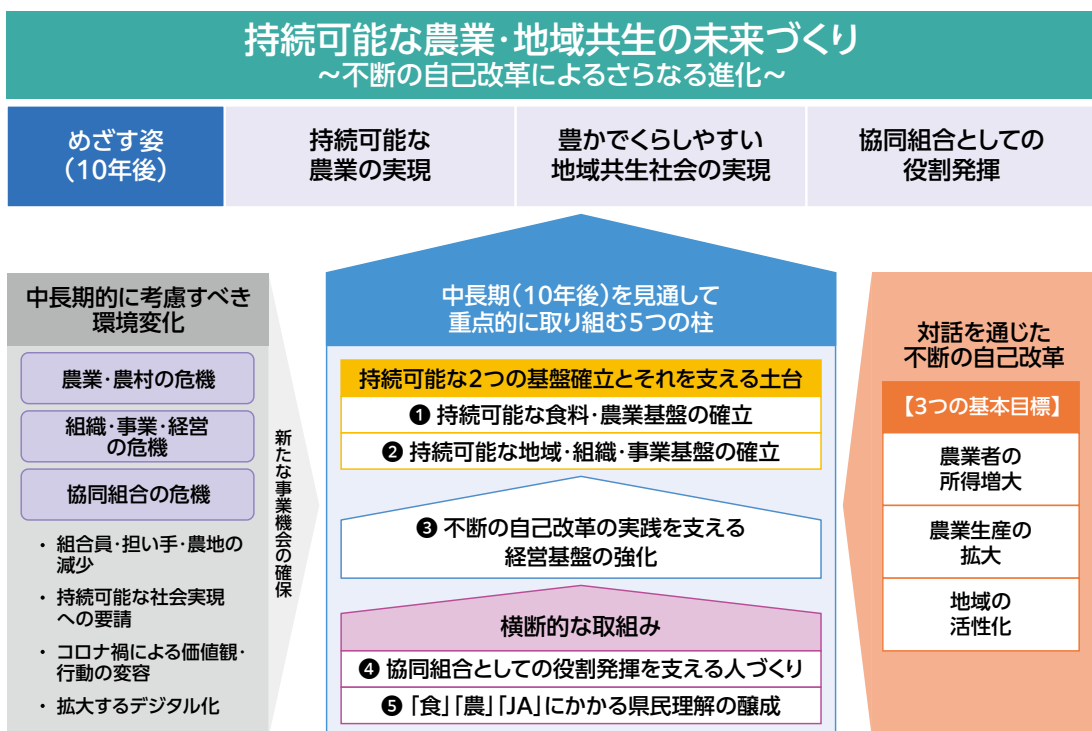 持続可能な農業・地域共生の未来づくり
～不断の自己改革によるさらなる進化～
めざす姿
（10年後）
持続可能な
農業の実現
豊かでくらしやすい
地域共生社会の実現
協同組合としての
役割発揮
中長期的に考慮すべき
環境変化
農業・農村の危機
組織・事業・経営
の危機
協同組合の危機
・ 組合員・担い手・農地の
減少
・ 持続可能な社会実現
への要請
・ コロナ禍による価値観・
行動の変容
・ 拡大するデジタル化
新たな事業機会の確保
中長期（10年後）を見通して
重点的に取り組む5つの柱
持続可能な2つの基盤確立とそれを支える土台
❶ 持続可能な食料・農業基盤の確立
❷ 持続可能な地域・組織・事業基盤の確立
❸ 不断の自己改革の実践を支える
経営基盤の強化
横断的な取組み
❹ 協同組合としての役割発揮を支える人づくり
❺ 「食」「農」「JA」にかかる県民理解の醸成
対話を通じた
不断の自己改革
【3つの基本目標】
農業者の
所得増大
農業生産の
拡大
地域の
活性化